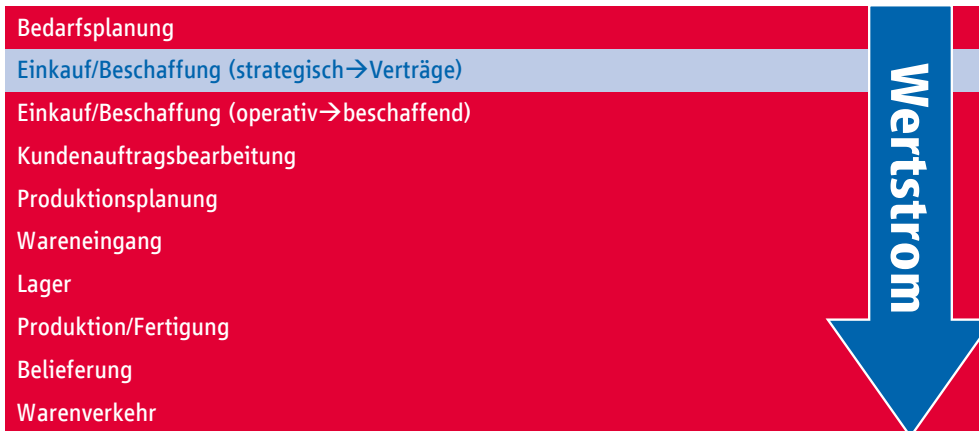 Bedarfsplanung
Einkauf/Beschaffung (strategisch→Verträge)
Einkauf/Beschaffung (operativ→beschaffend)
Kundenauftragsbearbeitung
Produktionsplanung
Wareneingang
Lager
Produktion/Fertigung
Belieferung
Warenverkehr
Wertstrom